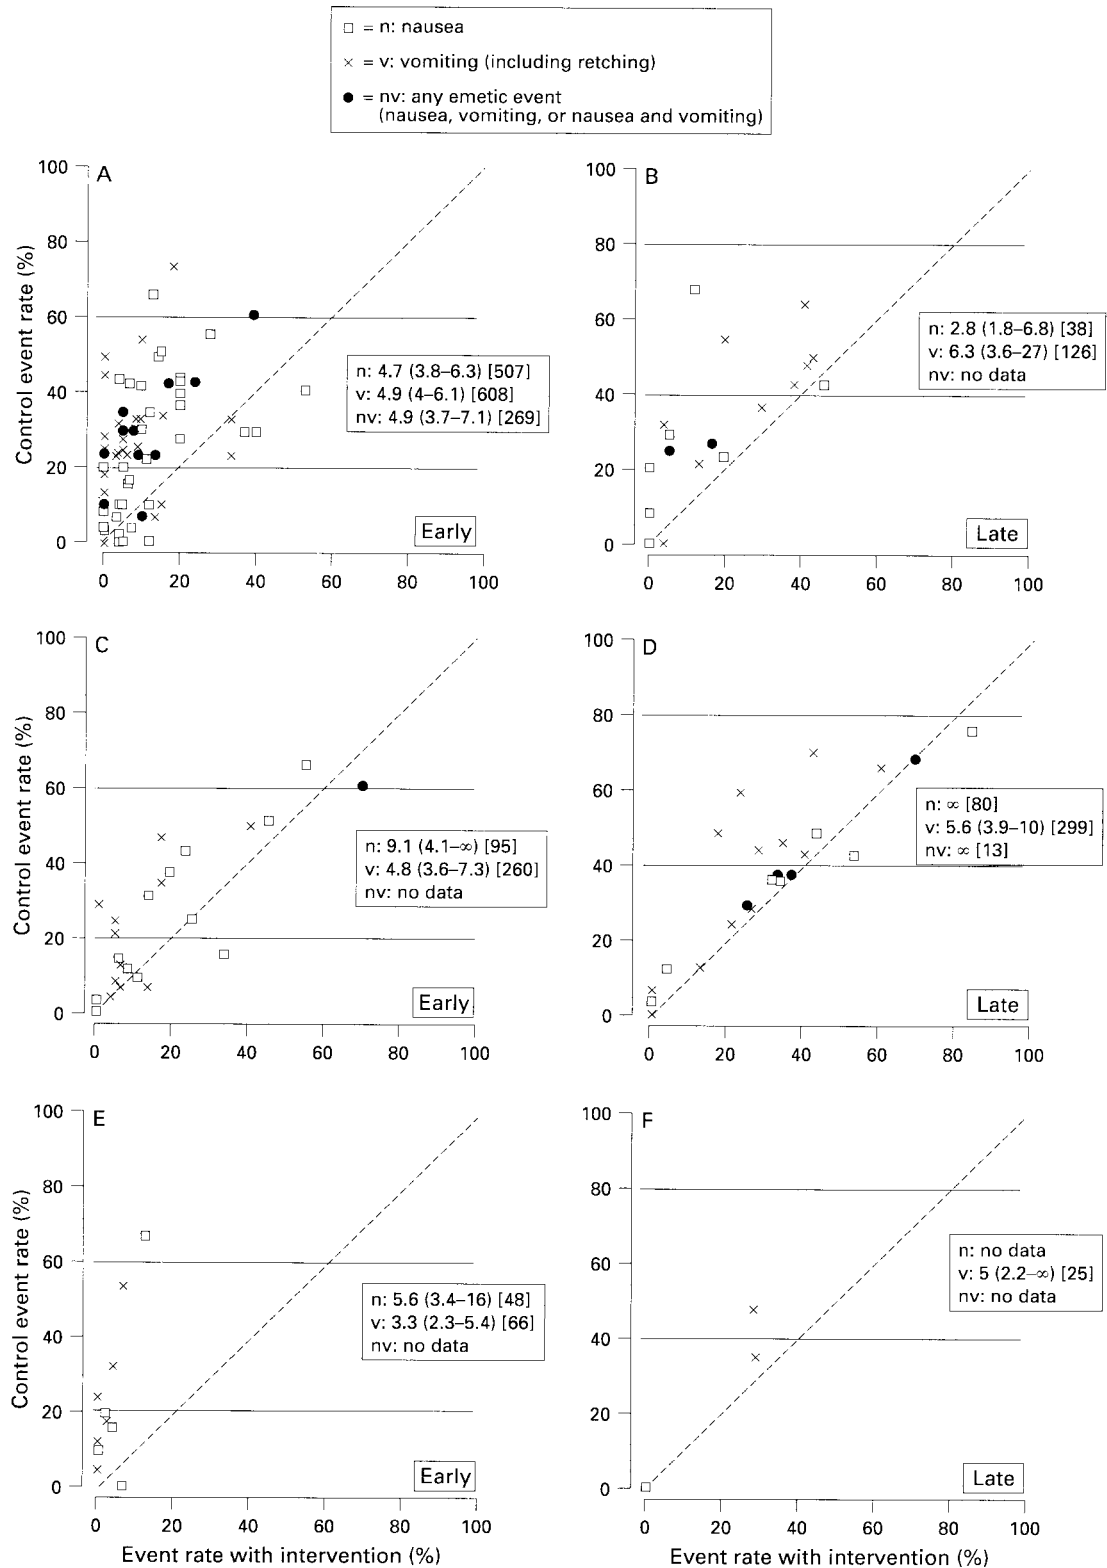 □ = n: nausea
× = v: vomiting (including retching)
● = nv: any emetic event
(nausea, vomiting, or nausea and vomiting)
A
Control event rate (%)
100
80
60
40
20
0
n: 4.7 (3.8–6.3) [507]
v: 4.9 (4–6.1) [608]
nv: 4.9 (3.7–7.1) [269]
Early
0 20 40 60 80 100
B
100
80
60
40
20
0
n: 2.8 (1.8–6.8) [38]
v: 6.3 (3.6–27) [126]
nv: no data
Late
0 20 40 60 80 100
C
Control event rate (%)
100
80
60
40
20
0
n: 9.1 (4.1–∞) [95]
v: 4.8 (3.6–7.3) [260]
nv: no data
Early
0 20 40 60 80 100
D
100
80
60
40
20
0
n: ∞ [80]
v: 5.6 (3.9–10) [299]
nv: ∞ [13]
Late
0 20 40 60 80 100
E
Control event rate (%)
100
80
60
40
20
0
n: 5.6 (3.4–16) [48]
v: 3.3 (2.3–5.4) [66]
nv: no data
Early
0 20 40 60 80 100
Event rate with intervention (%)
F
100
80
60
40
20
0
n: no data
v: 5 (2.2–∞) [25]
nv: no data
Late
0 20 40 60 80 100
Event rate with intervention (%)